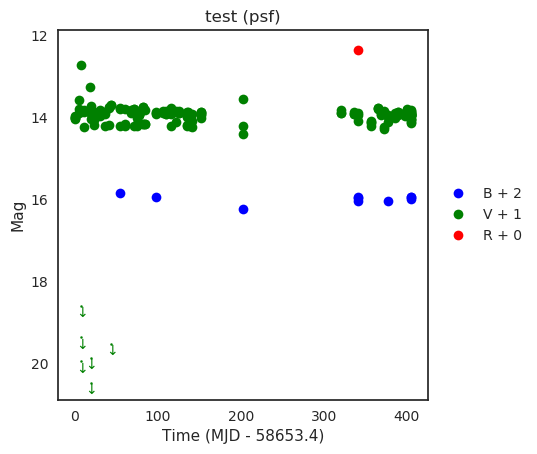 test (psf)
12
14
16
18
20
Mag
0
100
200
300
400
Time (MJD - 58653.4)
B + 2
V + 1
R + 0